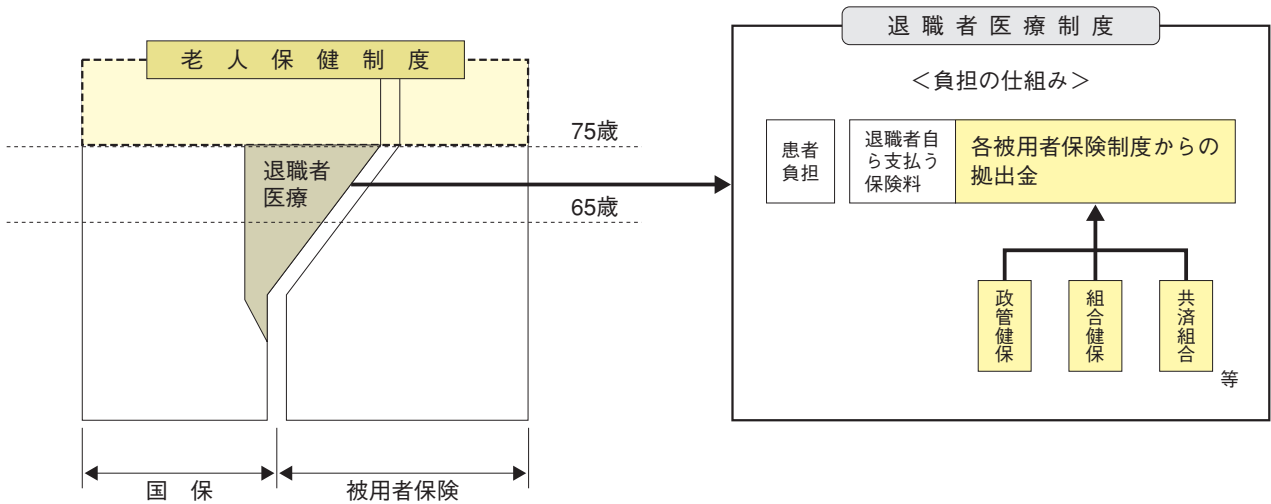 老人保健制度
75歳
退職者
医療
65歳
国保
被用者保険
退職者医療制度
＜負担の仕組み＞
患者
負担
退職者自
ら支払う
保険料
各被用者保険制度からの
拠出金
政管健保
組合健保
共済組合
等